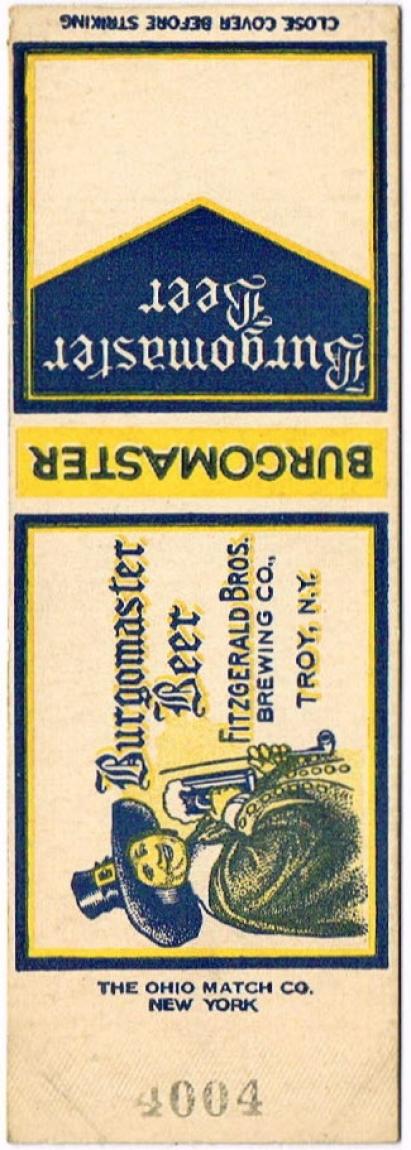 CLOSE COVER BEFORE STRIKING
Burgomaster
Beer
BURGOMASTER
Burgomaster
Beer
FITZGERALD BROS.
BREWING CO.,
TROY, N.Y.
THE OHIO MATCH CO.
NEW YORK
4004